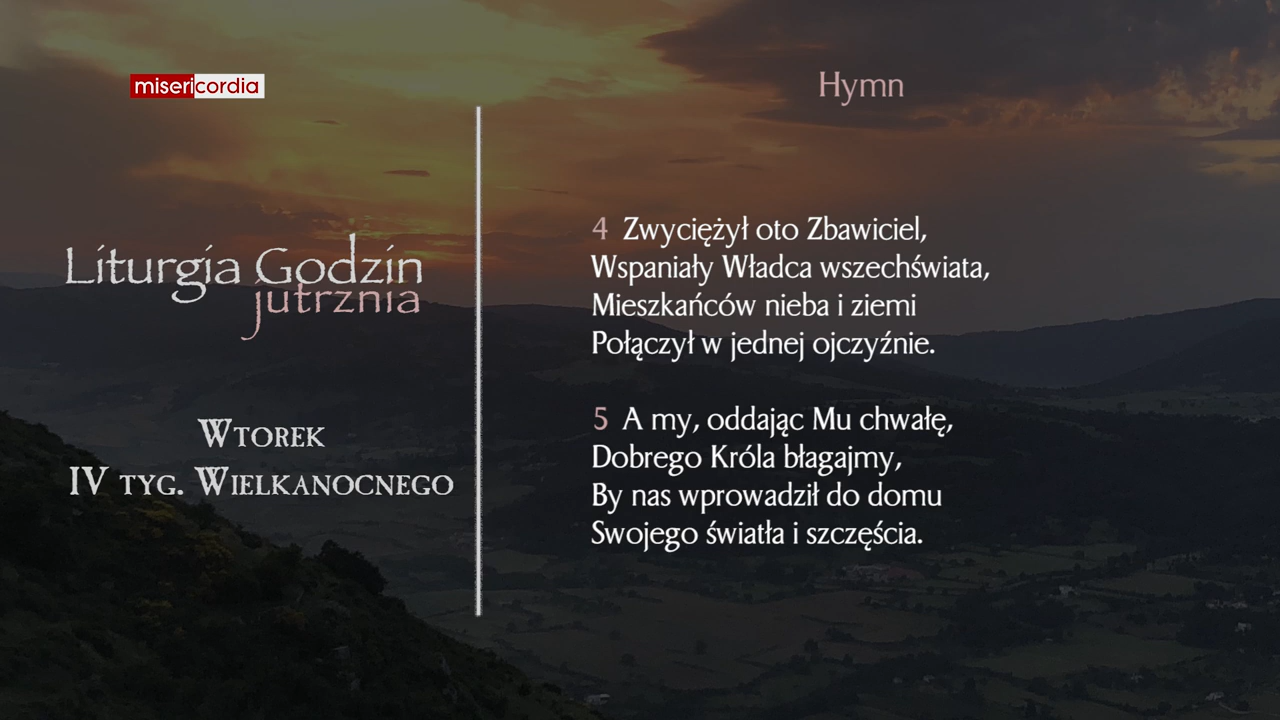 misericordia
Liturgia Godzin
jutrznia
Wtorek
IV tyg. Wielkanocnego
Hymn
4 Zwyciężył oto Zbawiciel,
Wspaniały Władca wszechświata,
Mieszkańców nieba i ziemi
Połączył w jednej ojczyźnie.
5 A my, oddając Mu chwałę,
Dobrego Króla błagajmy,
By nas wprowadził do domu
Swojego światła i szczęścia.